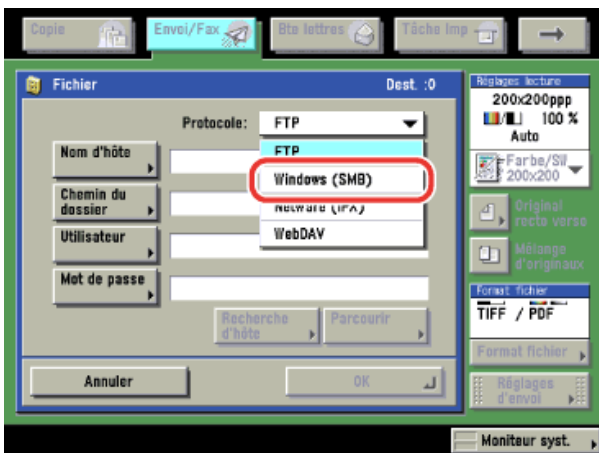 Copie
Envoi/Fax
Bte lettres
Tâche Imp
Fichier
Dest. :0
Protocole:
FTP
FTP
Windows (SMB)
Netware (IPX)
WebDAV
Nom d'hôte
Chemin du
dossier
Utilisateur
Mot de passe
Recherche
d'hôte
Parcourir
Annuler
OK
Réglages lecture
200x200ppp
100 %
Auto
Farbe/SW
200x200
Original
recto verso
Mélange
d'originaux
Format fichier
TIFF / PDF
Format fichier
Réglages
d'envoi
Moniteur syst.